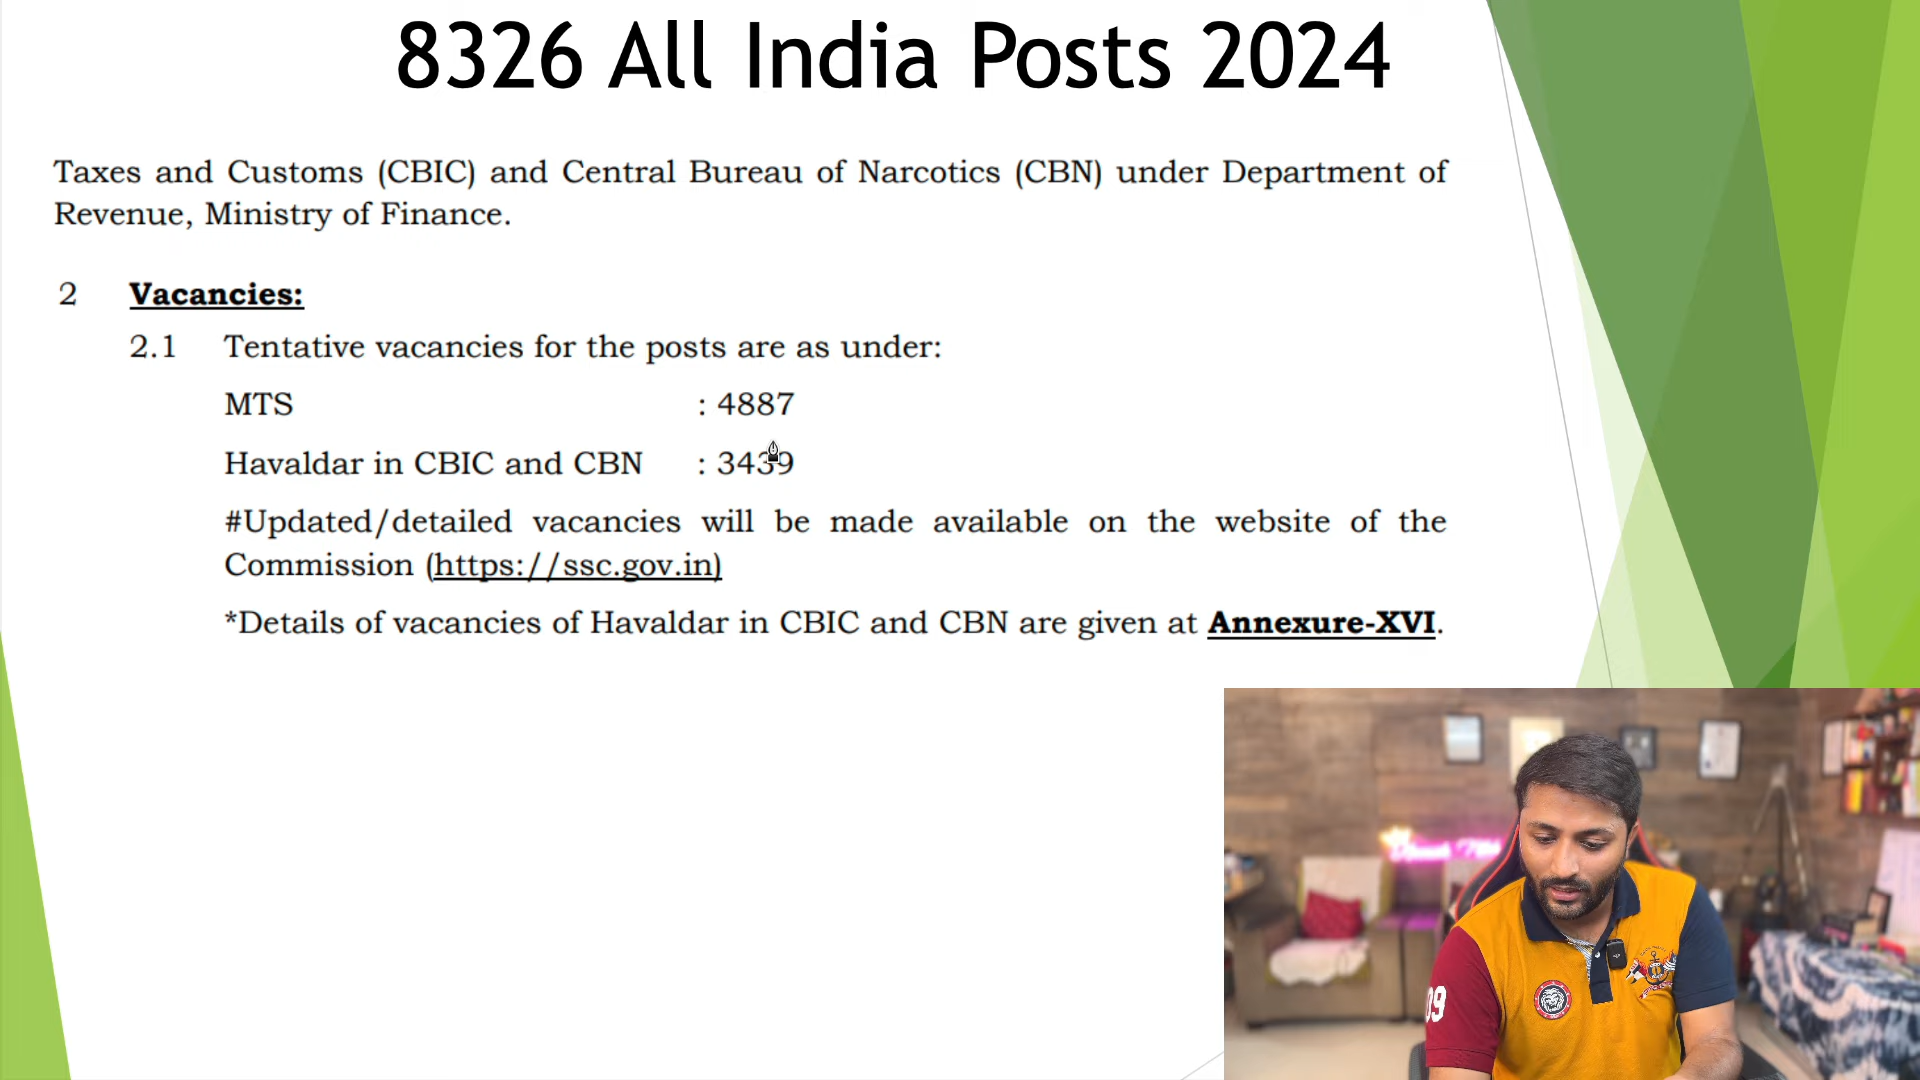 8326 All India Posts 2024
Taxes and Customs (CBIC) and Central Bureau of Narcotics (CBN) under Department of
Revenue, Ministry of Finance.
2 Vacancies:
2.1 Tentative vacancies for the posts are as under:
MTS : 4887
Havaldar in CBIC and CBN : 3439
#Updated/detailed vacancies will be made available on the website of the
Commission (https://ssc.gov.in)
*Details of vacancies of Havaldar in CBIC and CBN are given at Annexure-XVI.
09